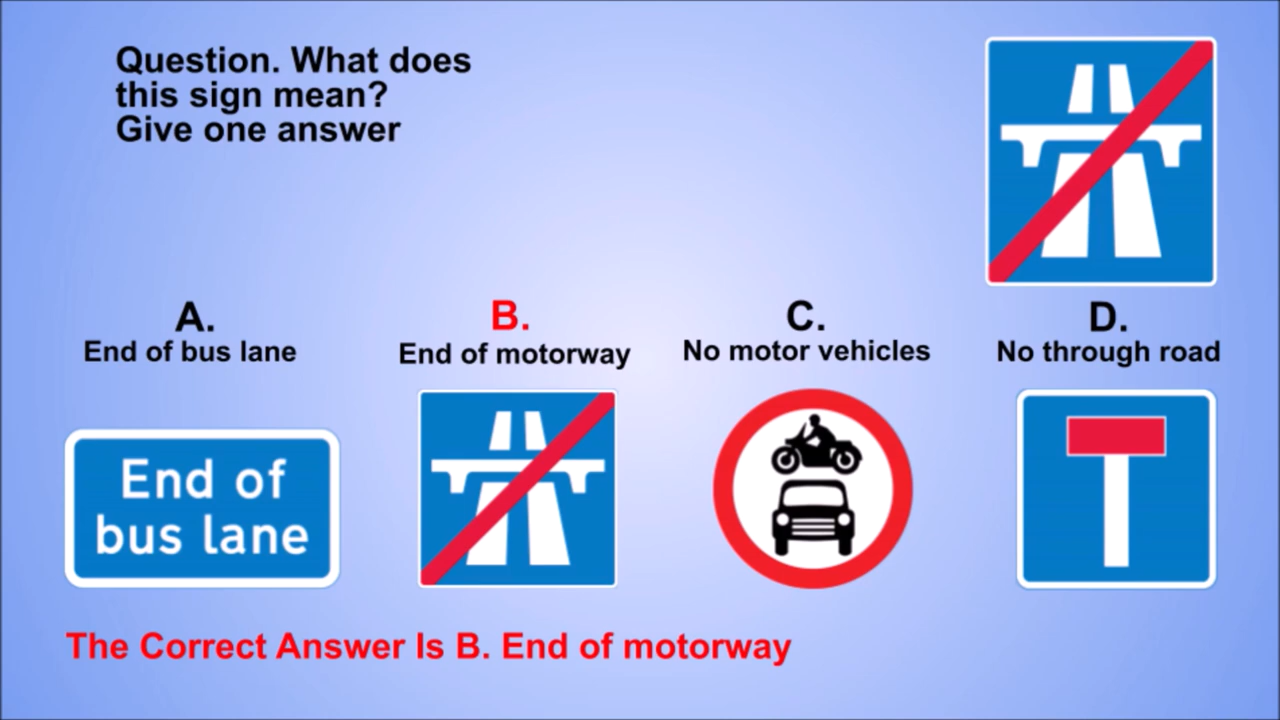 Question. What does
this sign mean?
Give one answer
A.
End of bus lane
B.
End of motorway
C.
No motor vehicles
D.
No through road
End of
bus lane
The Correct Answer Is B. End of motorway